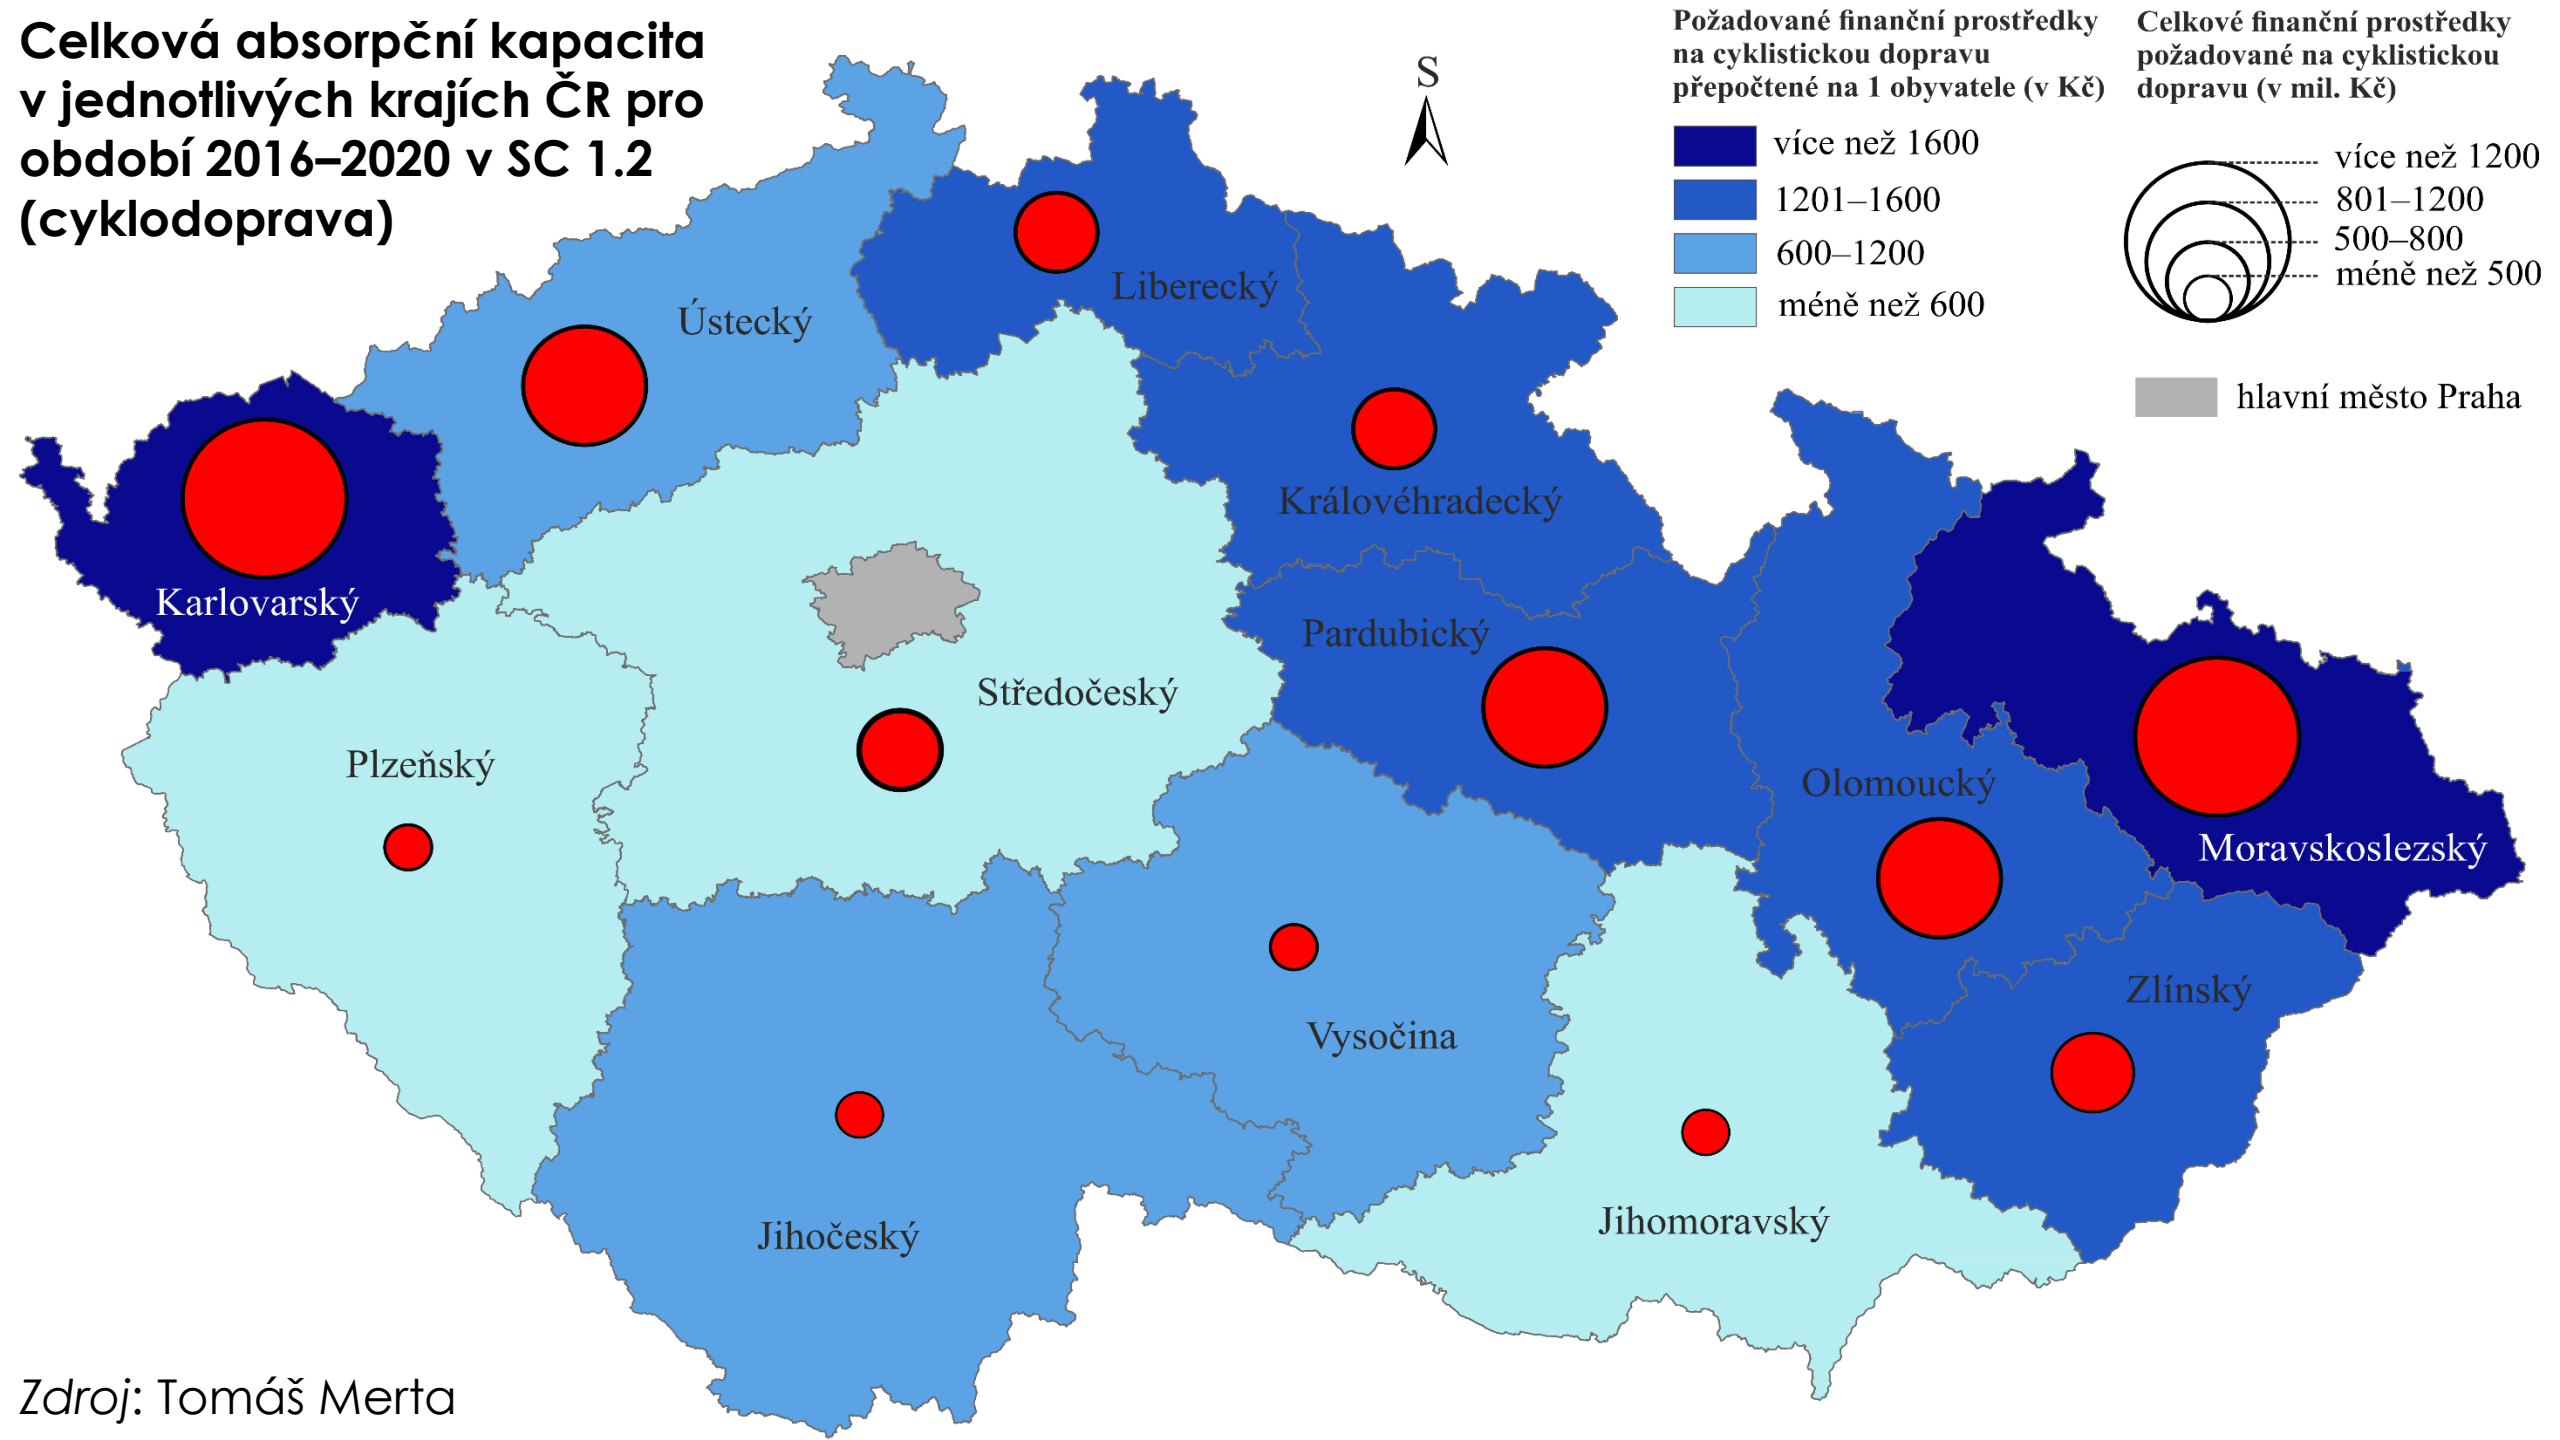 Celková absorpční kapacita
v jednotlivých krajích ČR pro
období 2016–2020 v SC 1.2
(cyklodoprava)
S
Požadované finanční prostředky
na cyklistickou dopravu
přepočtené na 1 obyvatele (v Kč)
více než 1600
1201–1600
600–1200
méně než 600
Celkové finanční prostředky
požadované na cyklistickou
dopravu (v mil. Kč)
více než 1200
801–1200
500–800
méně než 500
hlavní město Praha
Liberecký
Ústecký
Královéhradecký
Karlovarský
Pardubický
Středočeský
Plzeňský
Olomoucký
Moravskoslezský
Zlínský
Vysočina
Jihomoravský
Jihočeský
Zdroj: Tomáš Merta